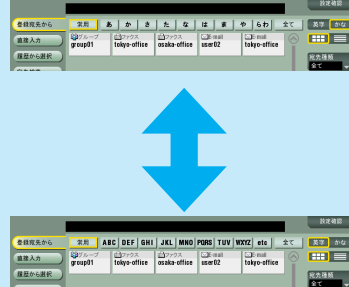 設定確認
登録宛先から 常用 あ か さ た な は ま や らわ 全て 英字 かな
グループ ファクス ファクス E-mail E-mail
直接入力 group01 tokyo-office osaka-office user02 tokyo-office
履歴から選択
宛先種類
全て
設定確認
登録宛先から 常用 ABC DEF GHI JKL MNO PQRS TUV WXYZ etc 全て 英字 かな
グループ ファクス ファクス E-mail E-mail
直接入力 group01 tokyo-office osaka-office user02 tokyo-office
履歴から選択
宛先種類
全て